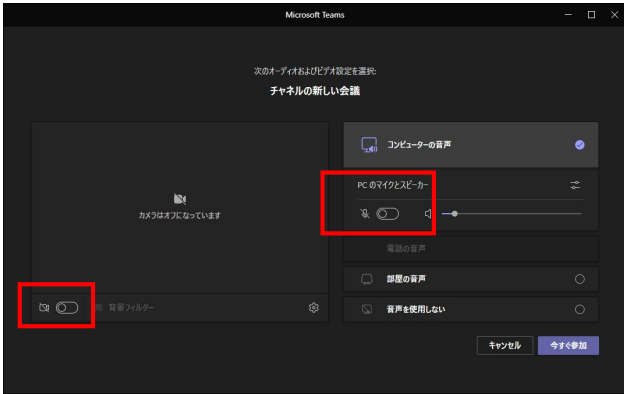 Microsoft Teams
次のオーディオおよびビデオ設定を選択:
チャネルの新しい会議
カメラはオフになっています
背景フィルター
コンピューターの音声
PC のマイクとスピーカー
電話の音声
部屋の音声
音声を使用しない
キャンセル
今すぐ参加